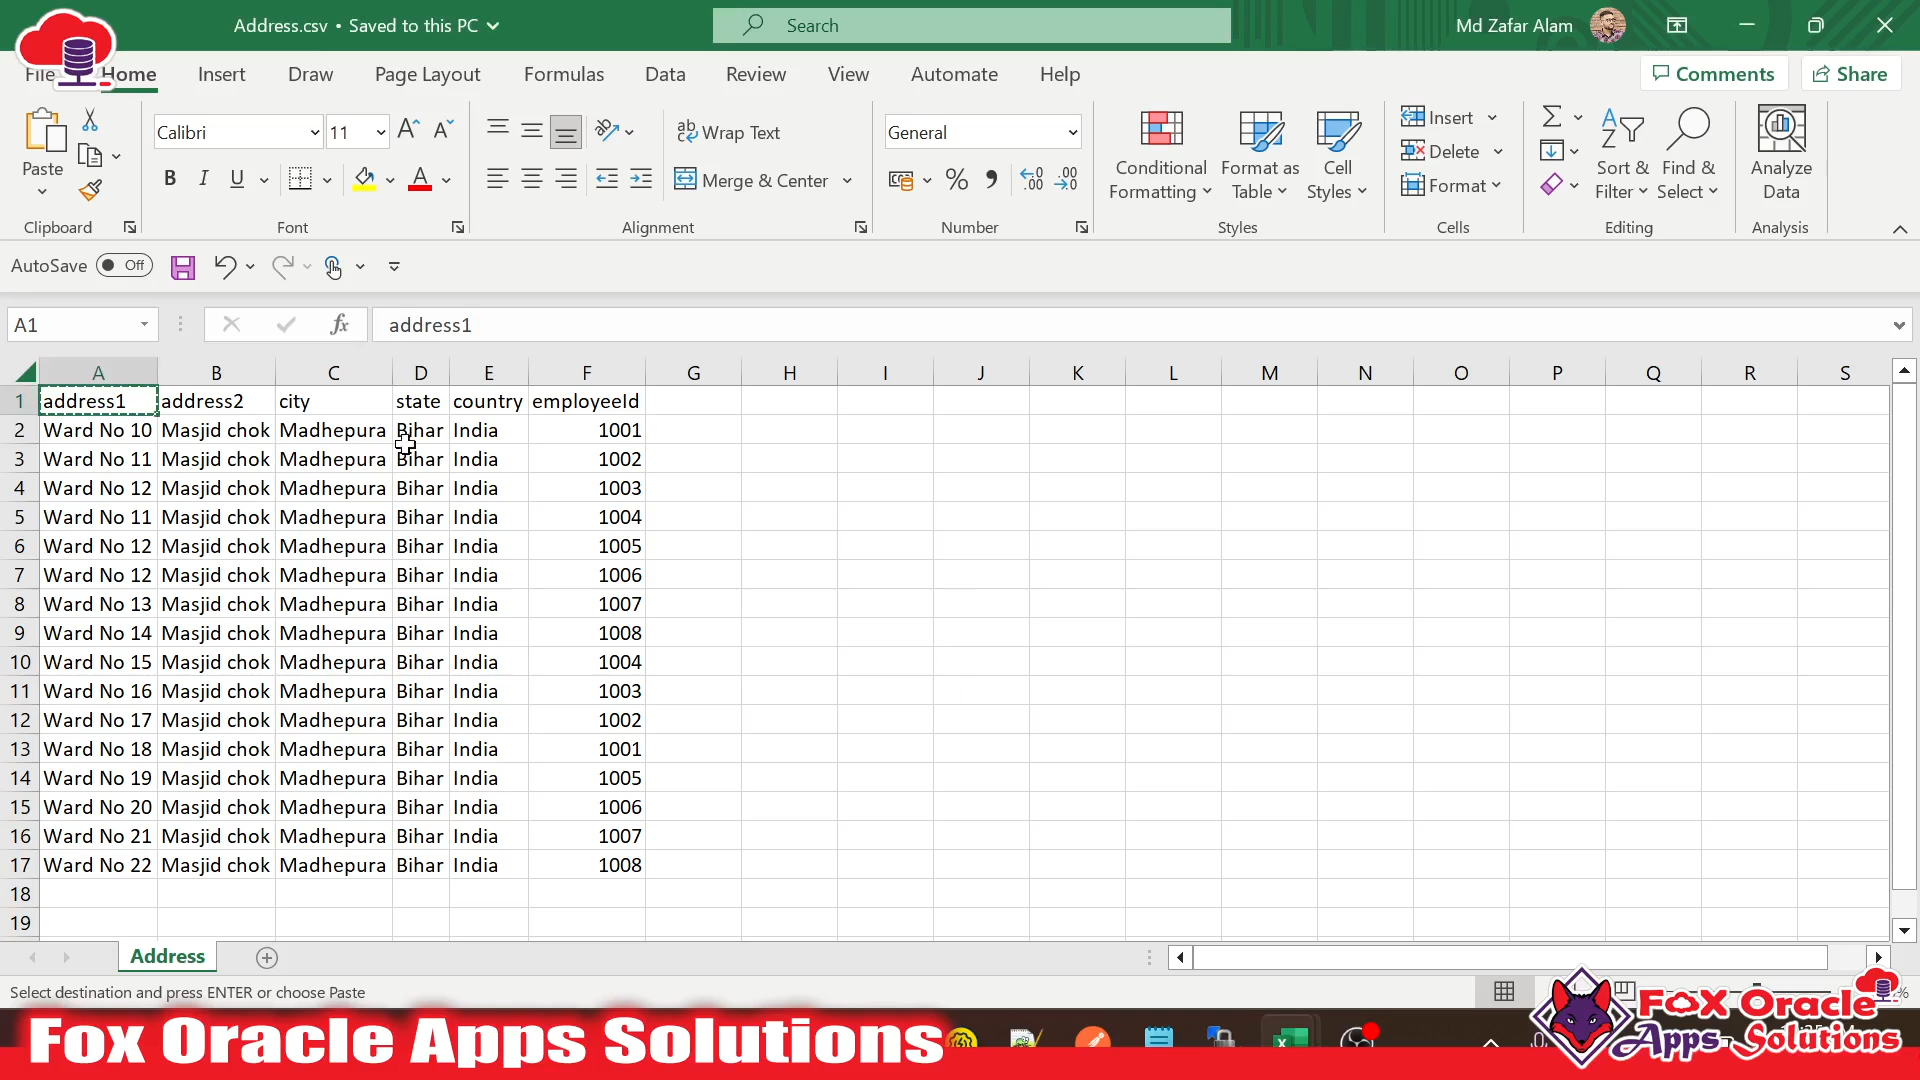 Address.csv • Saved to this PC
Search
Md Zafar Alam
File Home Insert Draw Page Layout Formulas Data Review View Automate Help
Comments Share
Paste
Calibri 11
Wrap Text
Merge & Center
General
Conditional Formatting
Format as Table
Cell Styles
Insert
Delete
Format
Sort & Filter
Find & Select
Analyze Data
Clipboard Font Alignment Number Styles Cells Editing Analysis
AutoSave Off
A1 fx address1
A B C D E F G H I J K L M N O P Q R S
1 address1 address2 city state country employeeId
2 Ward No 10 Masjid chok Madhepura Bihar India 1001
3 Ward No 11 Masjid chok Madhepura Bihar India 1002
4 Ward No 12 Masjid chok Madhepura Bihar India 1003
5 Ward No 11 Masjid chok Madhepura Bihar India 1004
6 Ward No 12 Masjid chok Madhepura Bihar India 1005
7 Ward No 12 Masjid chok Madhepura Bihar India 1006
8 Ward No 13 Masjid chok Madhepura Bihar India 1007
9 Ward No 14 Masjid chok Madhepura Bihar India 1008
10 Ward No 15 Masjid chok Madhepura Bihar India 1004
11 Ward No 16 Masjid chok Madhepura Bihar India 1003
12 Ward No 17 Masjid chok Madhepura Bihar India 1002
13 Ward No 18 Masjid chok Madhepura Bihar India 1001
14 Ward No 19 Masjid chok Madhepura Bihar India 1005
15 Ward No 20 Masjid chok Madhepura Bihar India 1006
16 Ward No 21 Masjid chok Madhepura Bihar India 1007
17 Ward No 22 Masjid chok Madhepura Bihar India 1008
18
19
Address
Select destination and press ENTER or choose Paste
Fox Oracle Apps Solutions
Fox Oracle
Apps Solutions